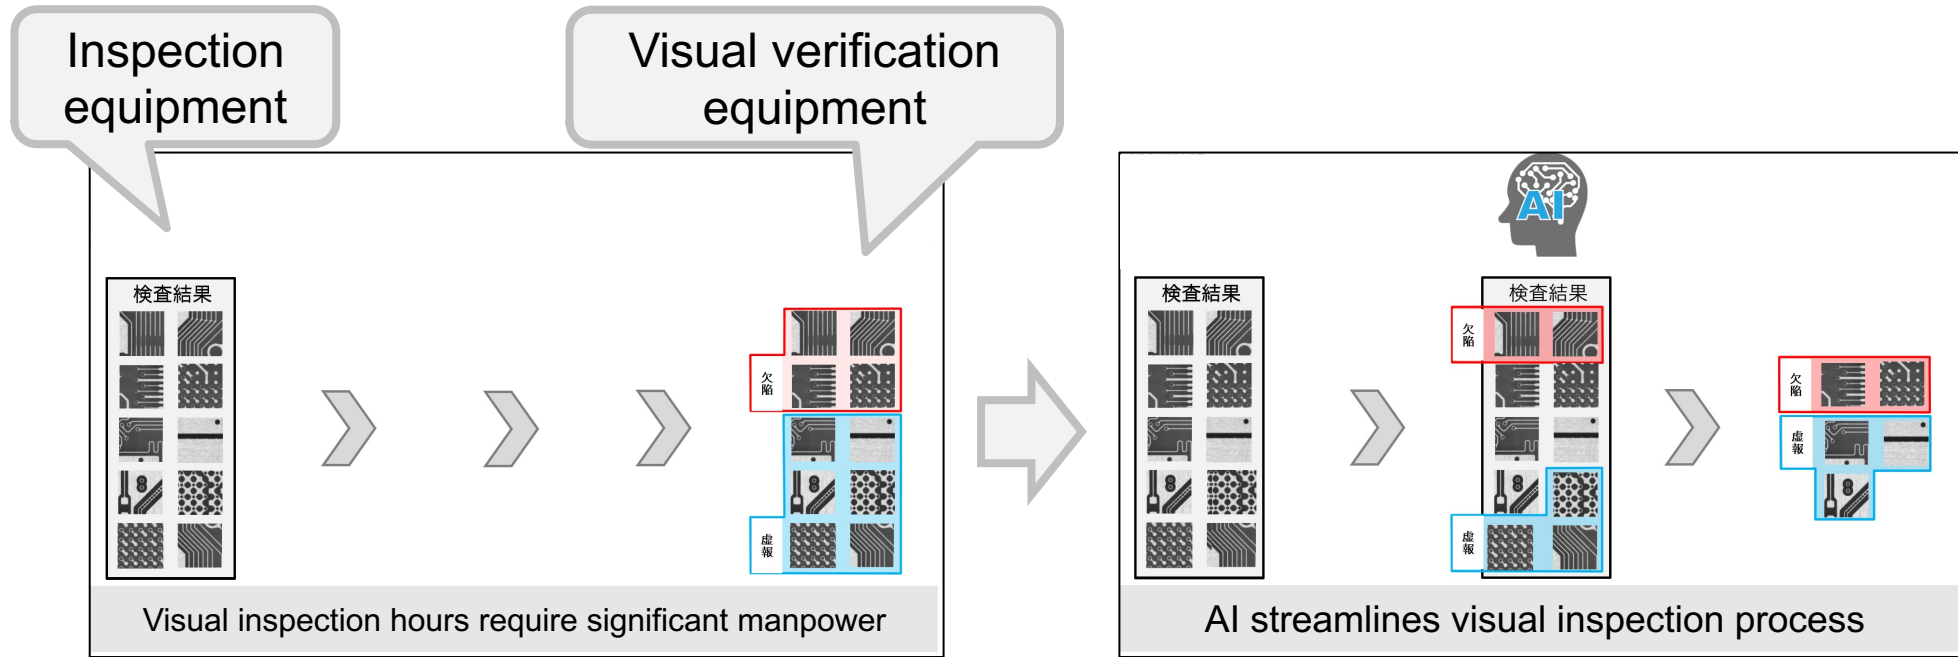 Inspection
equipment
Visual verification
equipment
検査結果
欠陥
虚報
Visual inspection hours require significant manpower
AI
検査結果
検査結果
欠陥
虚報
欠陥
虚報
AI streamlines visual inspection process